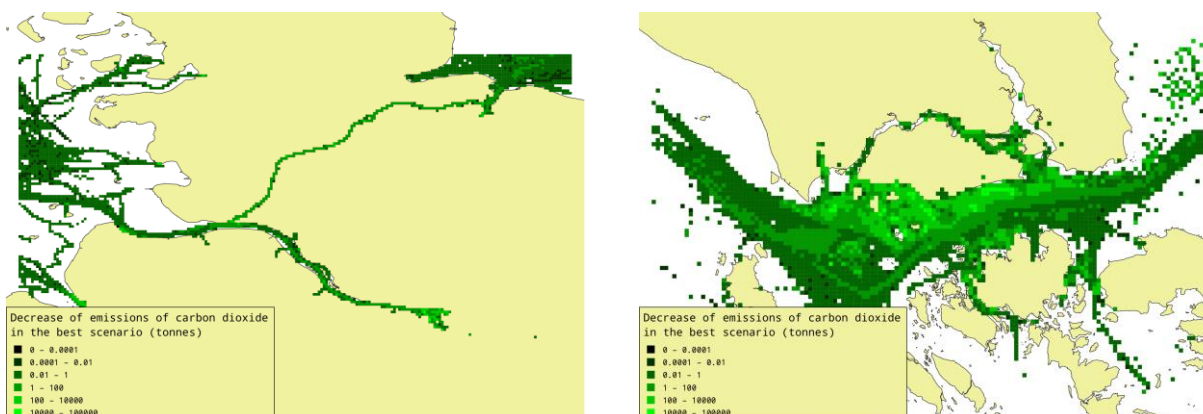 Decrease of emissions of carbon dioxide
in the best scenario (tonnes)
0 - 0.0001
0.0001 - 0.01
0.01 - 1
1 - 100
100 - 10000
10000 - 100000
Decrease of emissions of carbon dioxide
in the best scenario (tonnes)
0 - 0.0001
0.0001 - 0.01
0.01 - 1
1 - 100
100 - 10000
10000 - 100000